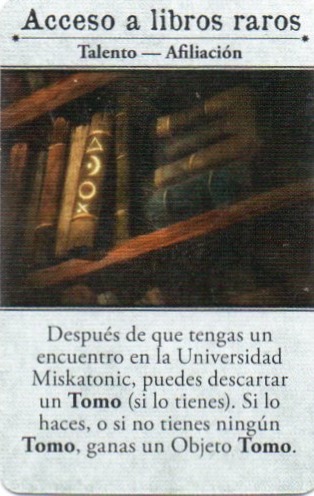 Acceso a libros raros
Talento — Afiliación
Después de que tengas un
encuentro en la Universidad
Miskatonic, puedes descartar
un Tomo (si lo tienes). Si lo
haces, o si no tienes ningún
Tomo, ganas un Objeto Tomo.